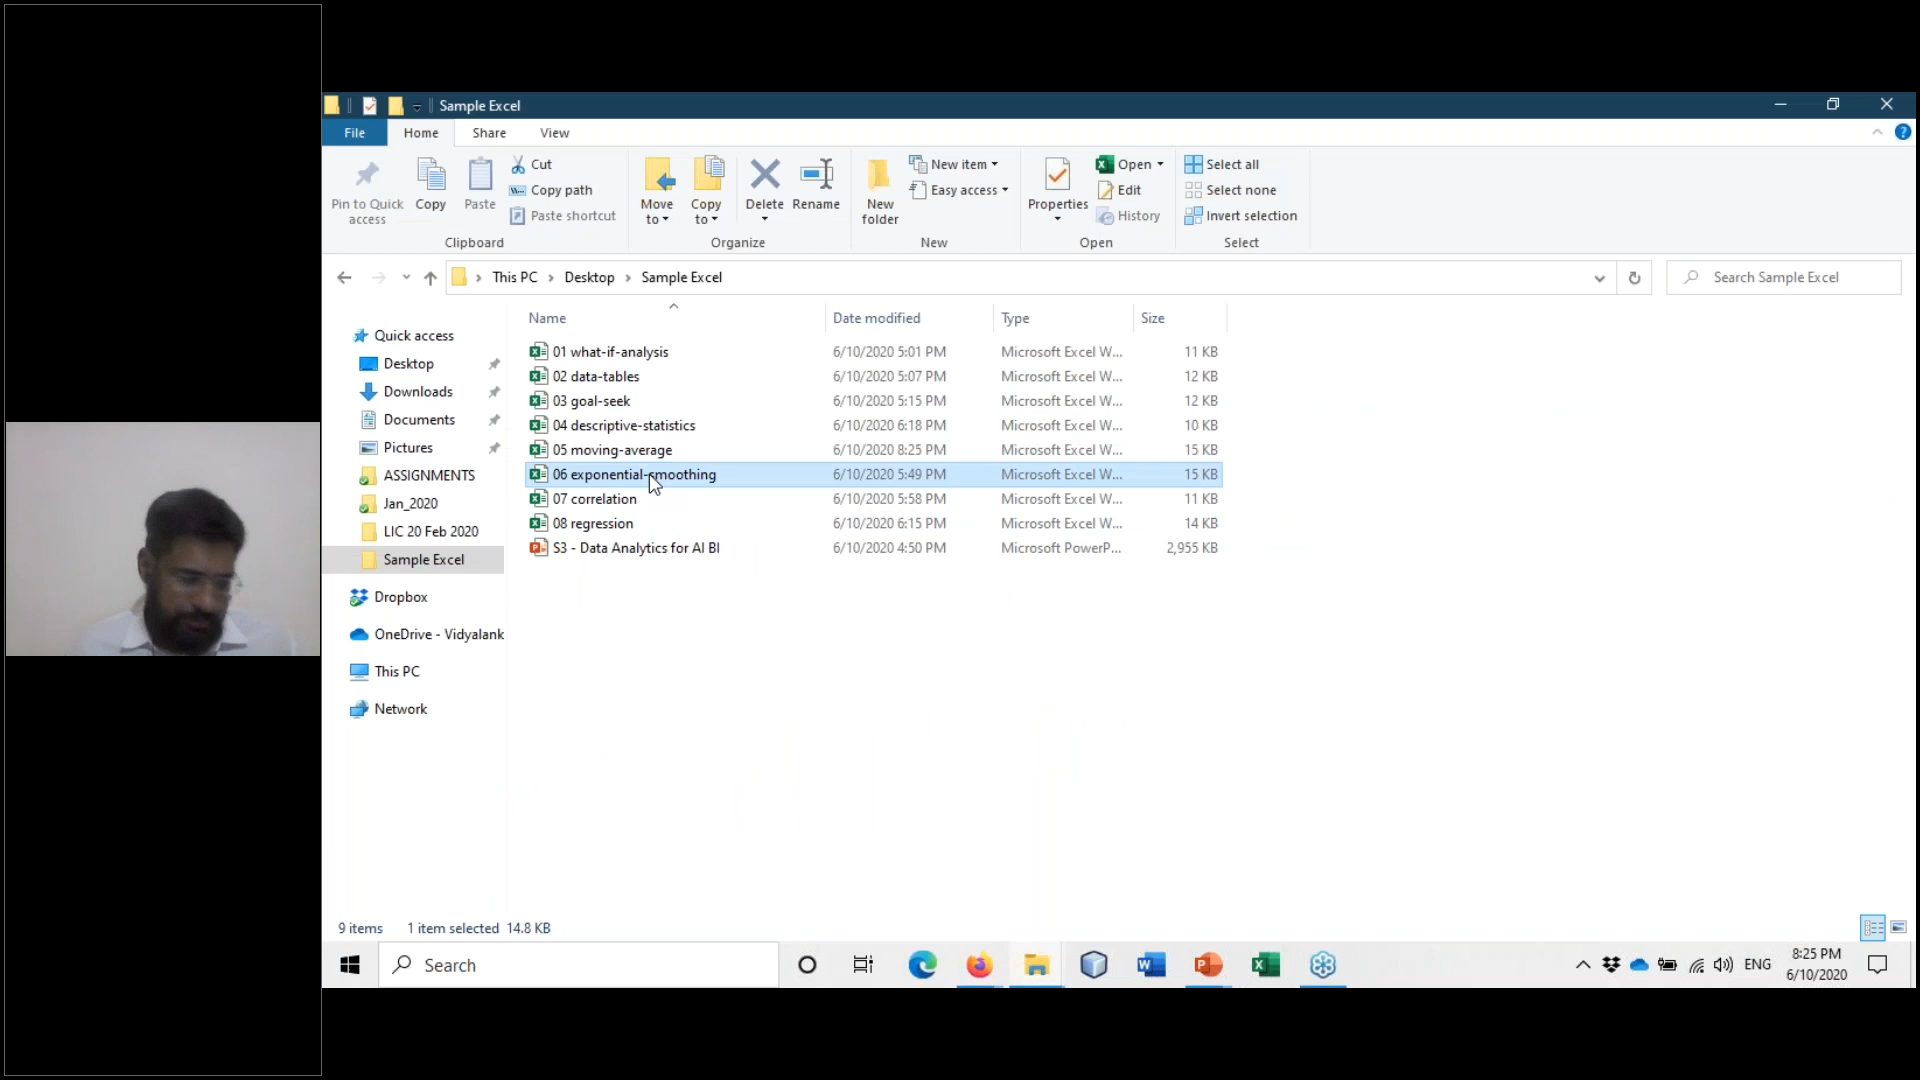 Sample Excel
File Home Share View
Pin to Quick access
Copy
Paste
Cut
Copy path
Paste shortcut
Clipboard
Move to
Copy to
Delete
Rename
Organize
New folder
New item
Easy access
New
Properties
Open
Edit
History
Open
Select all
Select none
Invert selection
Select
This PC > Desktop > Sample Excel
Search Sample Excel
Quick access
Desktop
Downloads
Documents
Pictures
ASSIGNMENTS
Jan_2020
LIC 20 Feb 2020
Sample Excel
Dropbox
OneDrive - Vidyalank
This PC
Network
Name Date modified Type Size
01 what-if-analysis 6/10/2020 5:01 PM Microsoft Excel W... 11 KB
02 data-tables 6/10/2020 5:07 PM Microsoft Excel W... 12 KB
03 goal-seek 6/10/2020 5:15 PM Microsoft Excel W... 12 KB
04 descriptive-statistics 6/10/2020 6:18 PM Microsoft Excel W... 10 KB
05 moving-average 6/10/2020 8:25 PM Microsoft Excel W... 15 KB
06 exponential-smoothing 6/10/2020 5:49 PM Microsoft Excel W... 15 KB
07 correlation 6/10/2020 5:58 PM Microsoft Excel W... 11 KB
08 regression 6/10/2020 6:15 PM Microsoft Excel W... 14 KB
S3 - Data Analytics for AI BI 6/10/2020 4:50 PM Microsoft PowerP... 2,955 KB
9 items 1 item selected 14.8 KB
Search
ENG
8:25 PM
6/10/2020